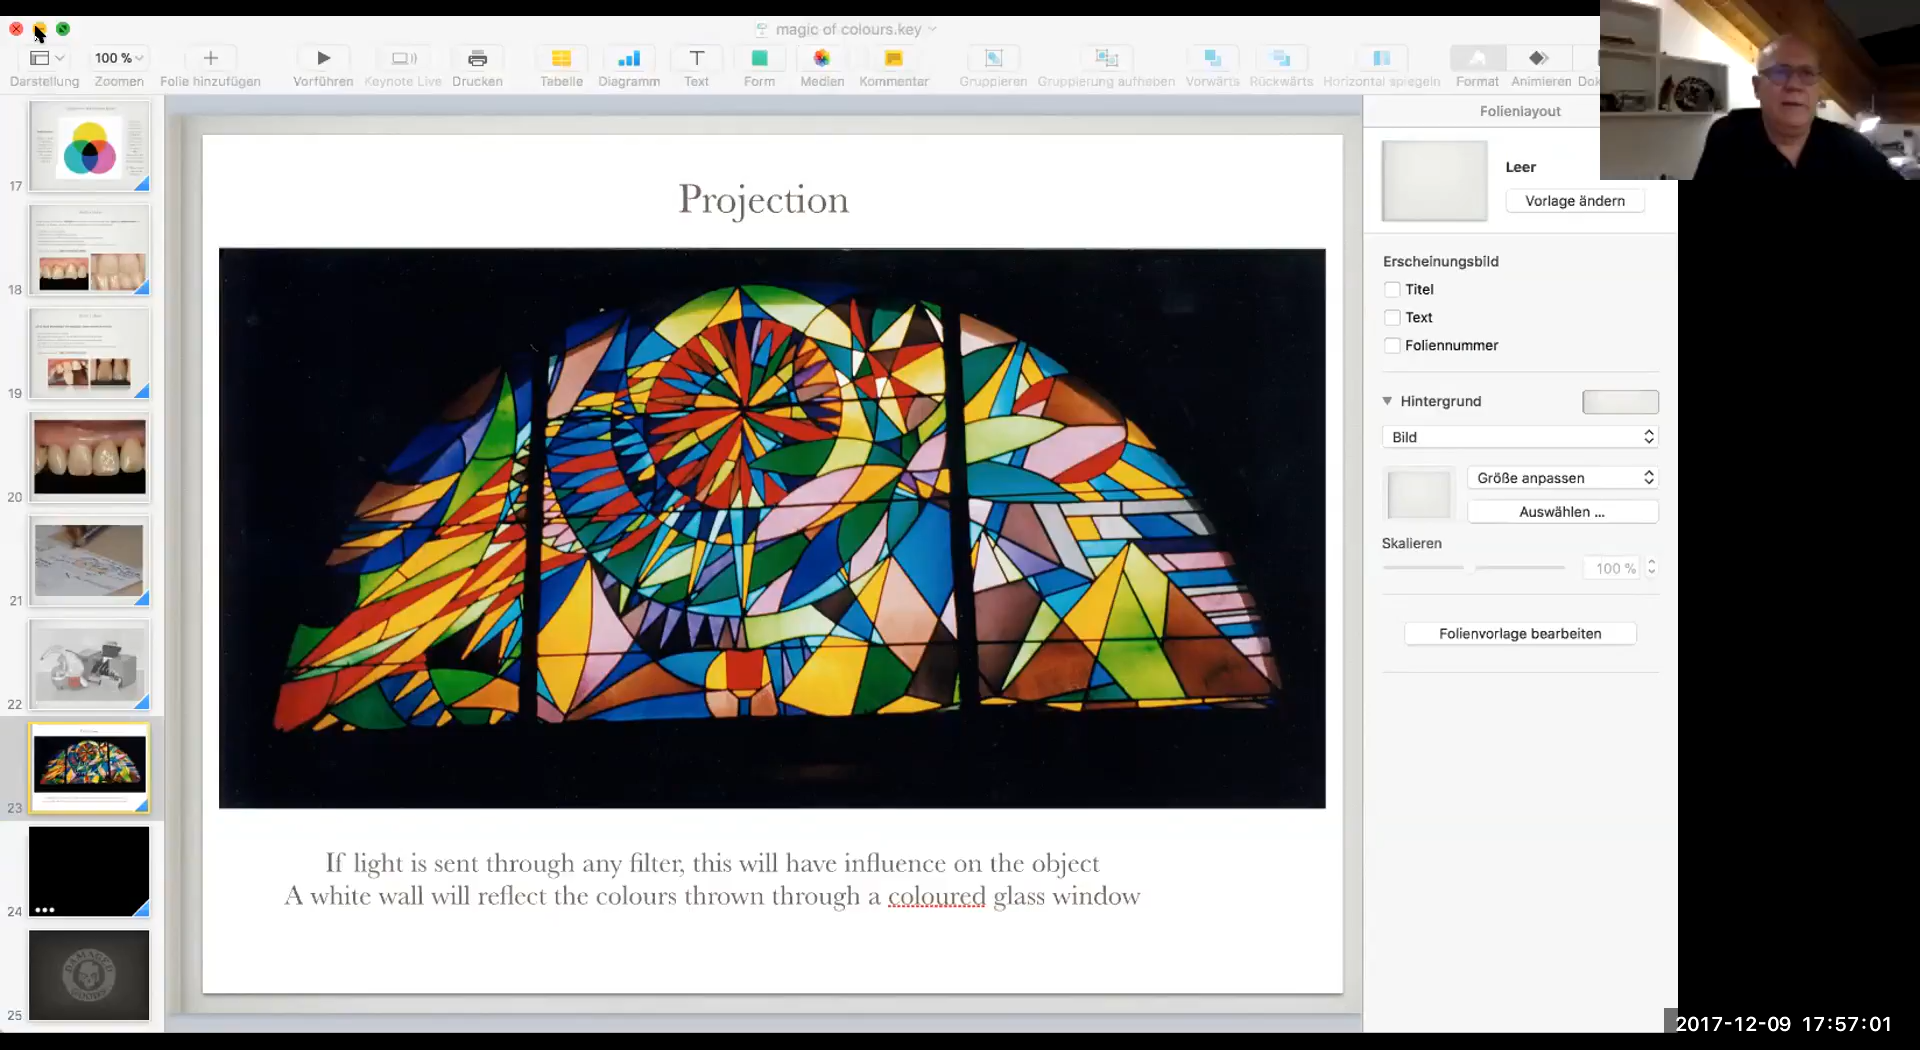 magic of colours.key
100 %
Darstellung
Zoomen
Folie hinzufügen
Vorführen
Keynote Live
Drucken
Tabelle
Diagramm
Text
Form
Medien
Kommentar
Gruppieren
Gruppierung aufheben
Vorwärts
Rückwärts
Horizontal spiegeln
Format
Animieren
Dok
17
18
19
20
21
22
23
24
25
DAMAGED
GOODS
Projection
If light is sent through any filter, this will have influence on the object
A white wall will reflect the colours thrown through a coloured glass window
Folienlayout
Leer
Vorlage ändern
Erscheinungsbild
Titel
Text
Foliennummer
Hintergrund
Bild
Größe anpassen
Auswählen ...
Skalieren
100 %
Folienvorlage bearbeiten
2017-12-09 17:57:01